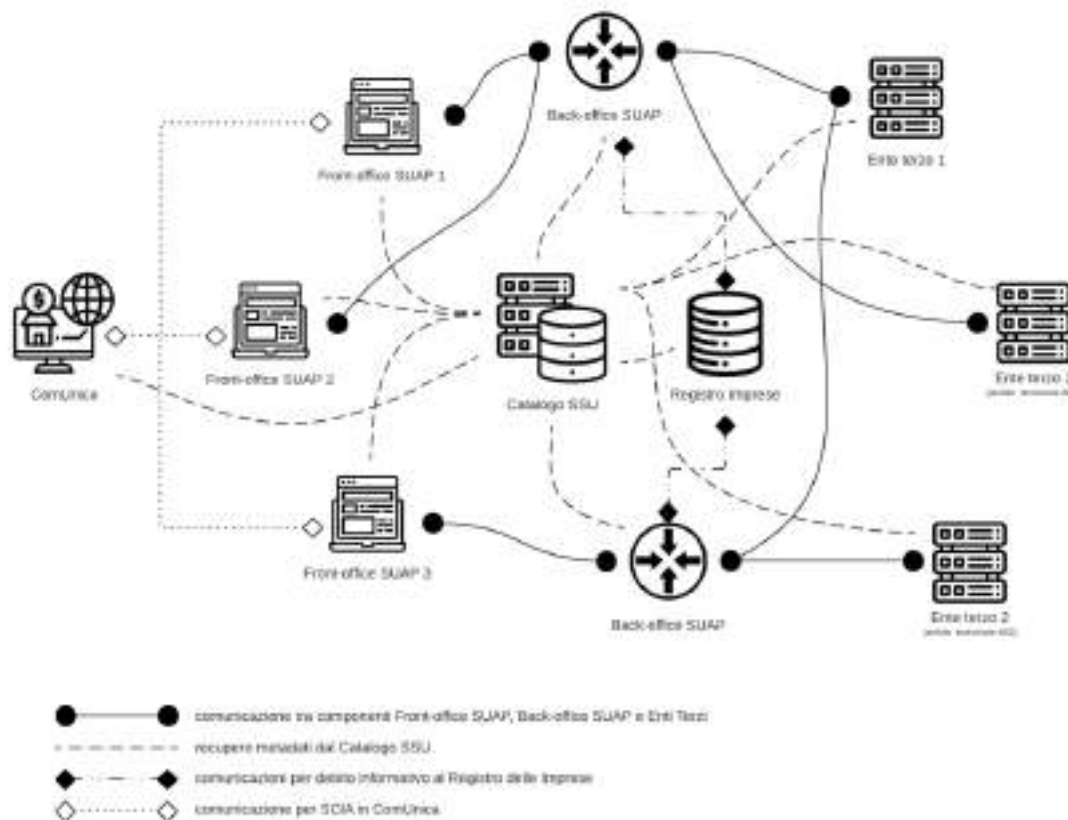 Back-office SUAP
Front-office SUAP 1
Ente terzo 1
ComUnica
Front-office SUAP 2
Catalogo SSU
Registro Imprese
Ente terzo
Front-office SUAP 3
Back-office SUAP
Ente terzo 2
comunicazione tra componenti Front-office SUAP, Back-office SUAP e Enti Terzi
recupero metadati dal Catalogo SSU
comunicazioni per debito informativo al Registro delle Imprese
comunicazione per SCIA in ComUnica